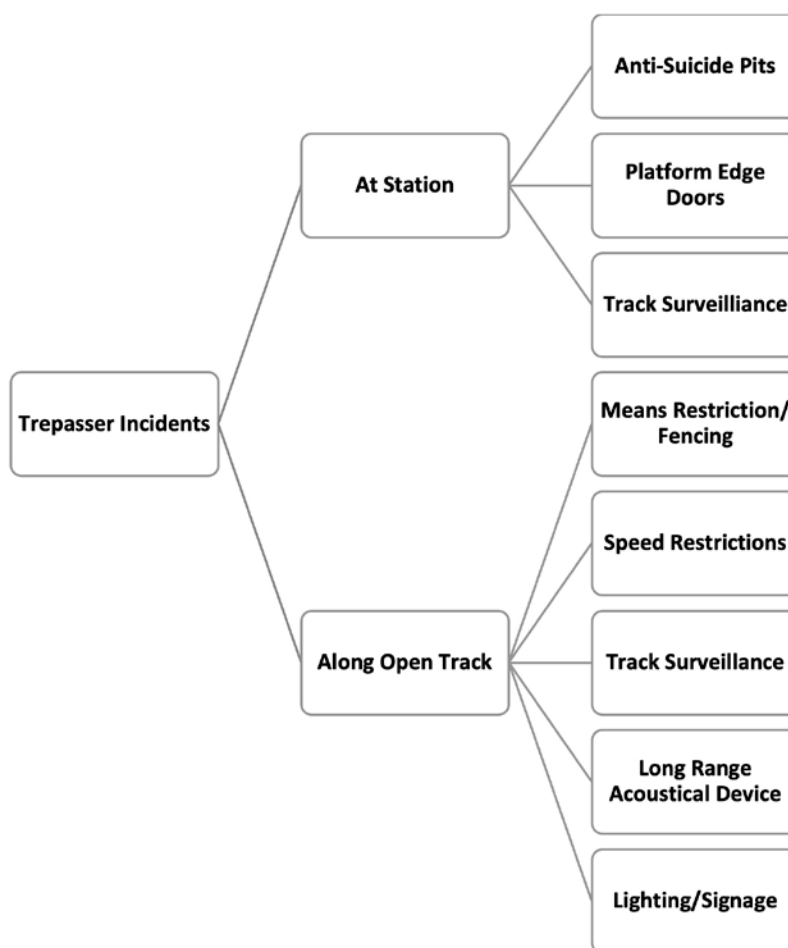 Anti-Suicide Pits
At Station
Platform Edge
Doors
Track Surveilliance
Trepasser Incidents
Means Restriction/
Fencing
Speed Restrictions
Along Open Track
Track Surveillance
Long Range
Acoustical Device
Lighting/Signage